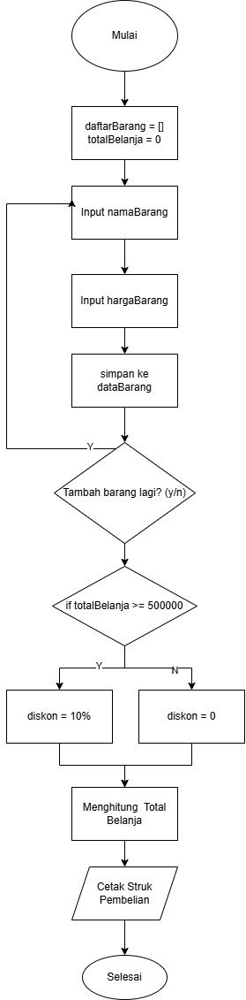 Mulai
daftarBarang = []
totalBelanja = 0
Input namaBarang
Input hargaBarang
simpan ke
dataBarang
Y
Tambah barang lagi? (y/n)
if totalBelanja >= 500000
Y
N
diskon = 10%
diskon = 0
Menghitung Total
Belanja
Cetak Struk
Pembelian
Selesai